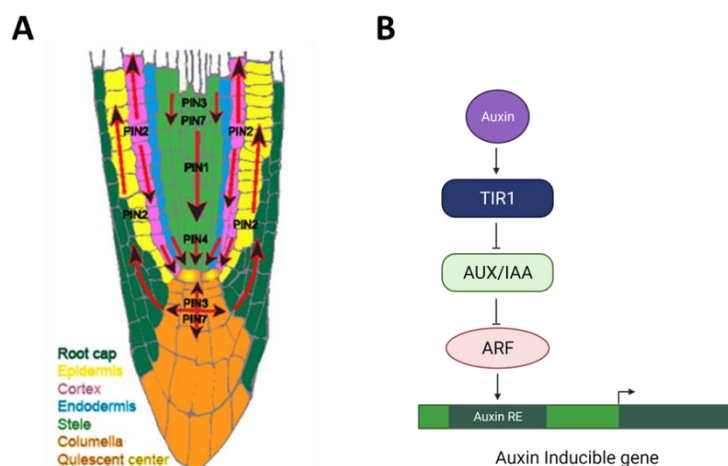 A
PIN3
PIN7
PIN2
PIN2
PIN1
PIN2
PIN2
PIN4
PIN3
PIN7
Root cap
Epidermis
Cortex
Endodermis
Stele
Columella
Quiescent center
B
Auxin
TIR1
AUX/IAA
ARF
Auxin RE
Auxin Inducible gene